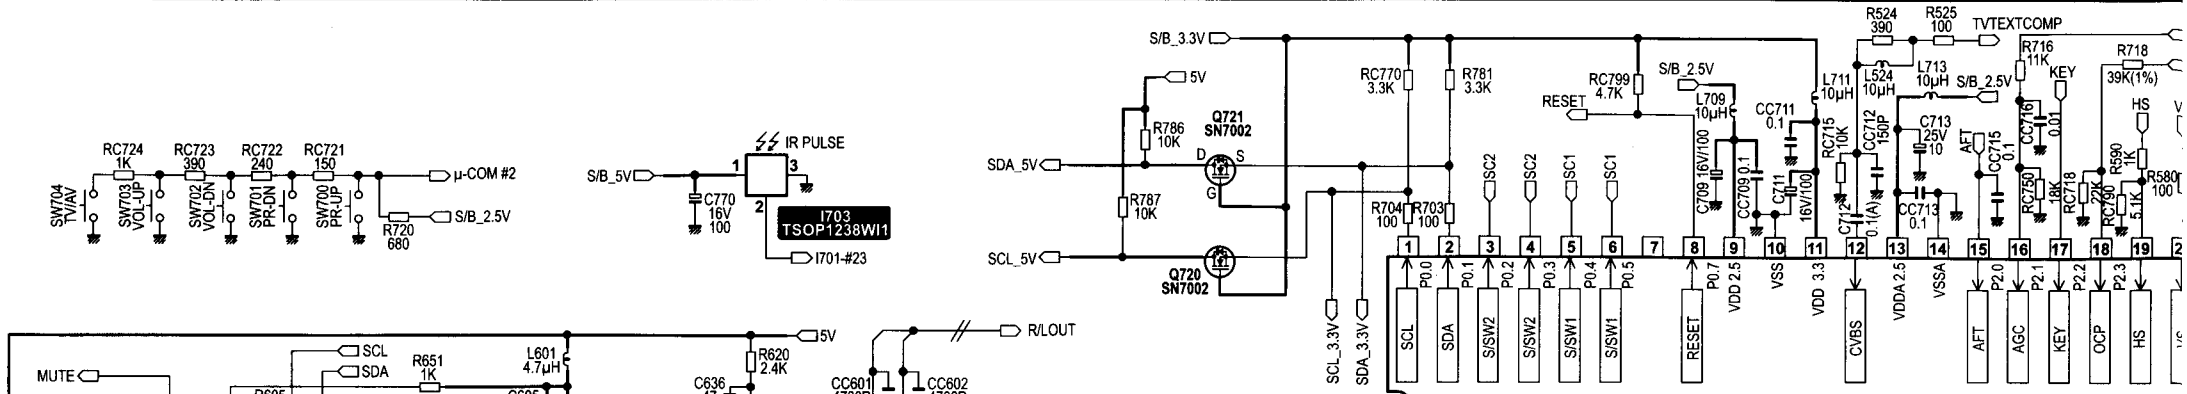 RC724
1K
RC723
390
RC722
240
RC721
150
SW704
TV/AV
SW703
VOL-UP
SW702
VOL-DN
SW701
PR-DN
SW700
PR-UP
μ-COM #2
R720
680
S/B_2.5V
S/B_5V
C770
16V
100
1
2
3
IR PULSE
I703
TSOP1238WI1
I701-#23
S/B_3.3V
5V
R786
10K
R787
10K
SDA_5V
SCL_5V
Q721
SN7002
D
S
G
Q720
SN7002
RC770
3.3K
R781
3.3K
R704
100
R703
100
SCL_3.3V
SDA_3.3V
SC2
SC2
SC1
SC1
RESET
RC799
4.7K
S/B_2.5V
L709
10μH
C709 16V/100
CC709 0.1
CC711
0.1
C711
16V/100
L711
10μH
RC715
10K
CC712
150P
C712
0.1(A)
R524
390
R525
100
TVTEXTCOMP
L524
10μH
L713
10μH
S/B_2.5V
C713
25V
10
CC713
0.1
AFT
CC715
0.1
R716
11K
CC716
0.01
RC750
18K
KEY
RC718
22K
R718
39K(1%)
RC790
5.1K
HS
R590
1K
R580
100
1
2
3
4
5
6
7
8
9
10
11
12
13
14
15
16
17
18
19
2
P0.0
P0.1
P0.2
P0.3
P0.4
P0.5
P0.7
VDD 2.5
VSS
VDD 3.3
VDDA 2.5
VSSA
P2.0
P2.1
P2.2
P2.3
SCL
SDA
S/SW2
S/SW2
S/SW1
S/SW1
RESET
CVBS
AFT
AGC
KEY
OCP
HS
MUTE
SCL
SDA
R651
1K
L601
4.7μH
5V
R620
2.4K
C636
CC601
CC602
R/LOUT